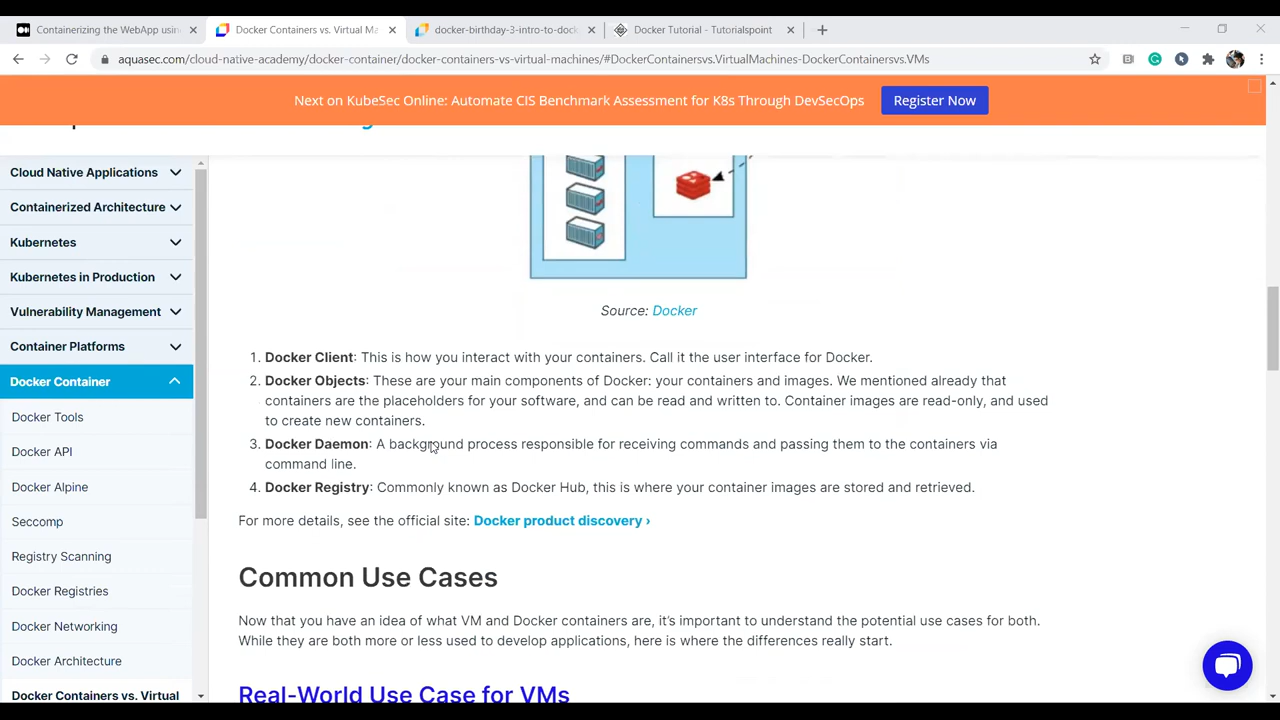 Containerizing the WebApp usin
Docker Containers vs. Virtual Ma
docker-birthday-3-intro-to-dock
Docker Tutorial - Tutorialspoint
aquasec.com/cloud-native-academy/docker-container/docker-containers-vs-virtual-machines/#DockerContainersvs.VirtualMachines-DockerContainersvs.VMs
Next on KubeSec Online: Automate CIS Benchmark Assessment for K8s Through DevSecOps
Register Now
Cloud Native Applications
Containerized Architecture
Kubernetes
Kubernetes in Production
Vulnerability Management
Container Platforms
Docker Container
Docker Tools
Docker API
Docker Alpine
Seccomp
Registry Scanning
Docker Registries
Docker Networking
Docker Architecture
Docker Containers vs. Virtual
Source: Docker
1. Docker Client: This is how you interact with your containers. Call it the user interface for Docker.
2. Docker Objects: These are your main components of Docker: your containers and images. We mentioned already that
containers are the placeholders for your software, and can be read and written to. Container images are read-only, and used
to create new containers.
3. Docker Daemon: A background process responsible for receiving commands and passing them to the containers via
command line.
4. Docker Registry: Commonly known as Docker Hub, this is where your container images are stored and retrieved.
For more details, see the official site: Docker product discovery ›
Common Use Cases
Now that you have an idea of what VM and Docker containers are, it's important to understand the potential use cases for both.
While they are both more or less used to develop applications, here is where the differences really start.
Real-World Use Case for VMs